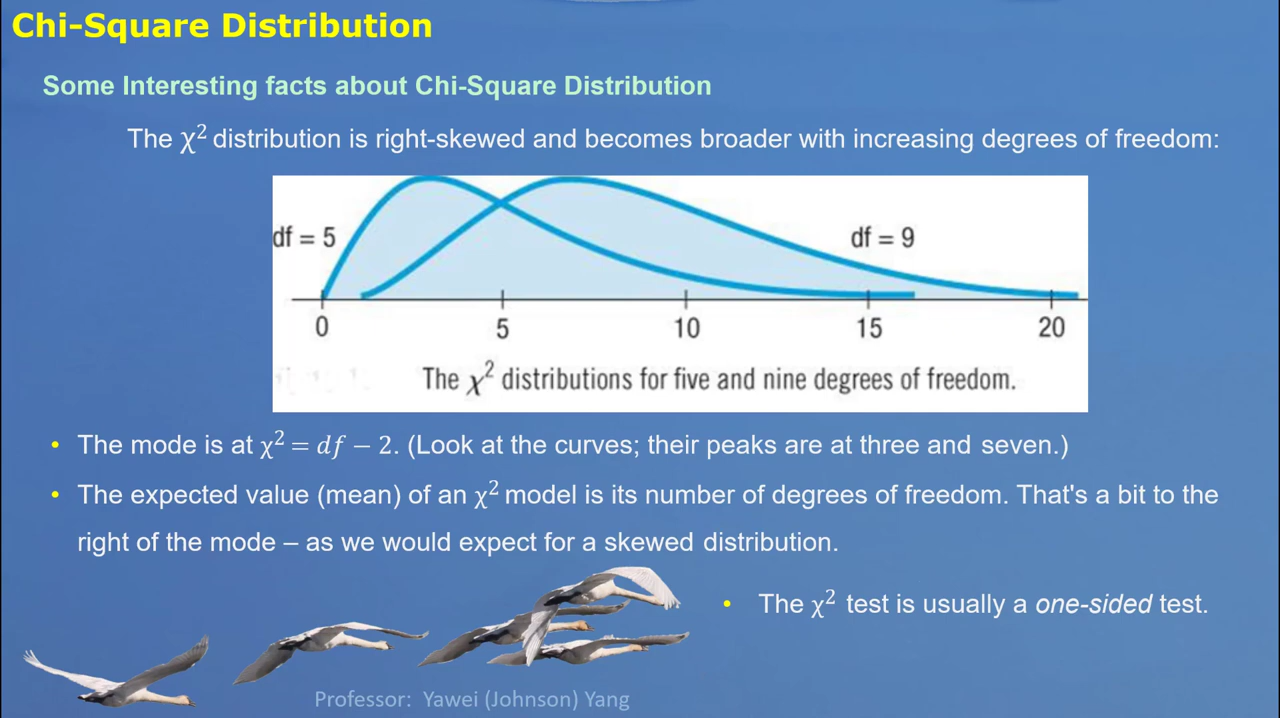 Chi-Square Distribution
Some Interesting facts about Chi-Square Distribution
The χ² distribution is right-skewed and becomes broader with increasing degrees of freedom:
df = 5
df = 9
0 5 10 15 20
The χ² distributions for five and nine degrees of freedom.
• The mode is at χ² = df − 2. (Look at the curves; their peaks are at three and seven.)
• The expected value (mean) of an χ² model is its number of degrees of freedom. That's a bit to the
right of the mode – as we would expect for a skewed distribution.
• The χ² test is usually a one-sided test.
Professor: Yawei (Johnson) Yang